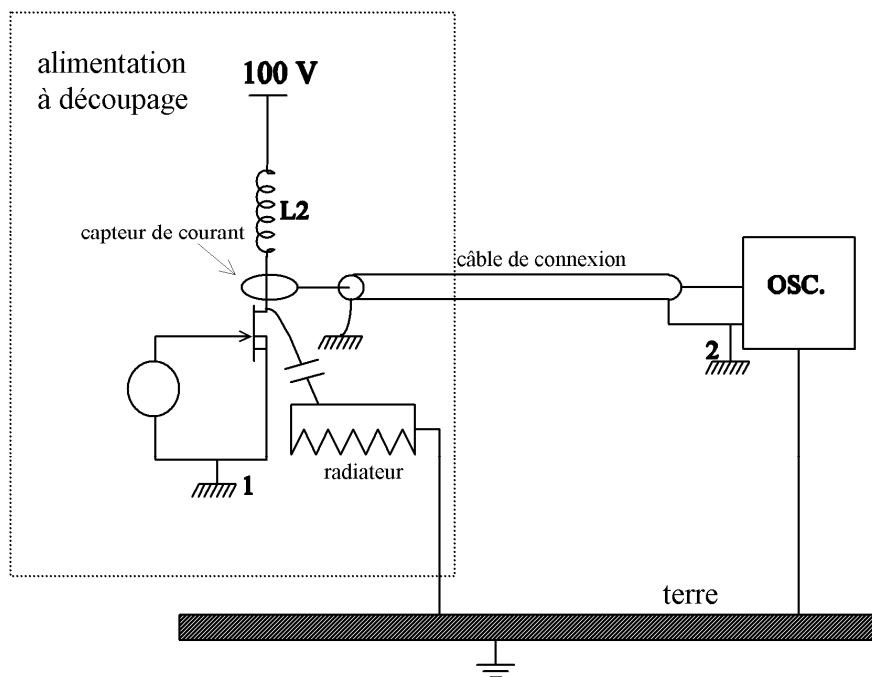 alimentation
à découpage
100 V
L2
capteur de courant
câble de connexion
OSC.
2
1
radiateur
terre